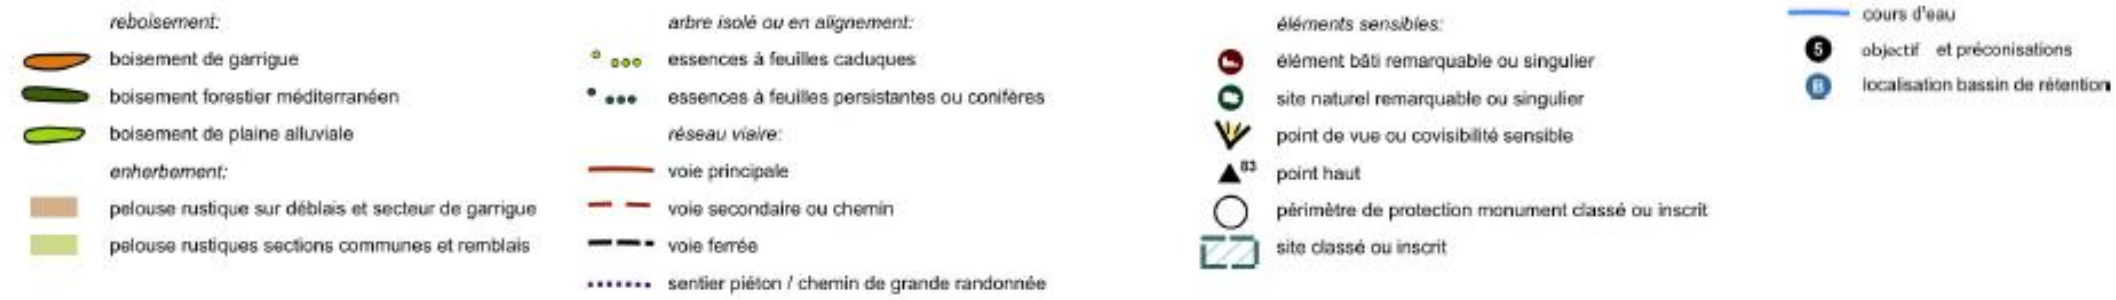 reboisement:
boisement de garrigue
boisement forestier méditerranéen
boisement de plaine alluviale
enherbement:
pelouse rustique sur déblais et secteur de garrigue
pelouse rustiques sections communes et remblais
arbre isolé ou en alignement:
essences à feuilles caduques
essences à feuilles persistantes ou conifères
réseau viaire:
voie principale
voie secondaire ou chemin
voie ferrée
sentier piéton / chemin de grande randonnée
éléments sensibles:
élément bâti remarquable ou singulier
site naturel remarquable ou singulier
point de vue ou covisibilité sensible
83 point haut
périmètre de protection monument classé ou inscrit
site classé ou inscrit
cours d'eau
5 objectif et préconisations
B localisation bassin de rétention